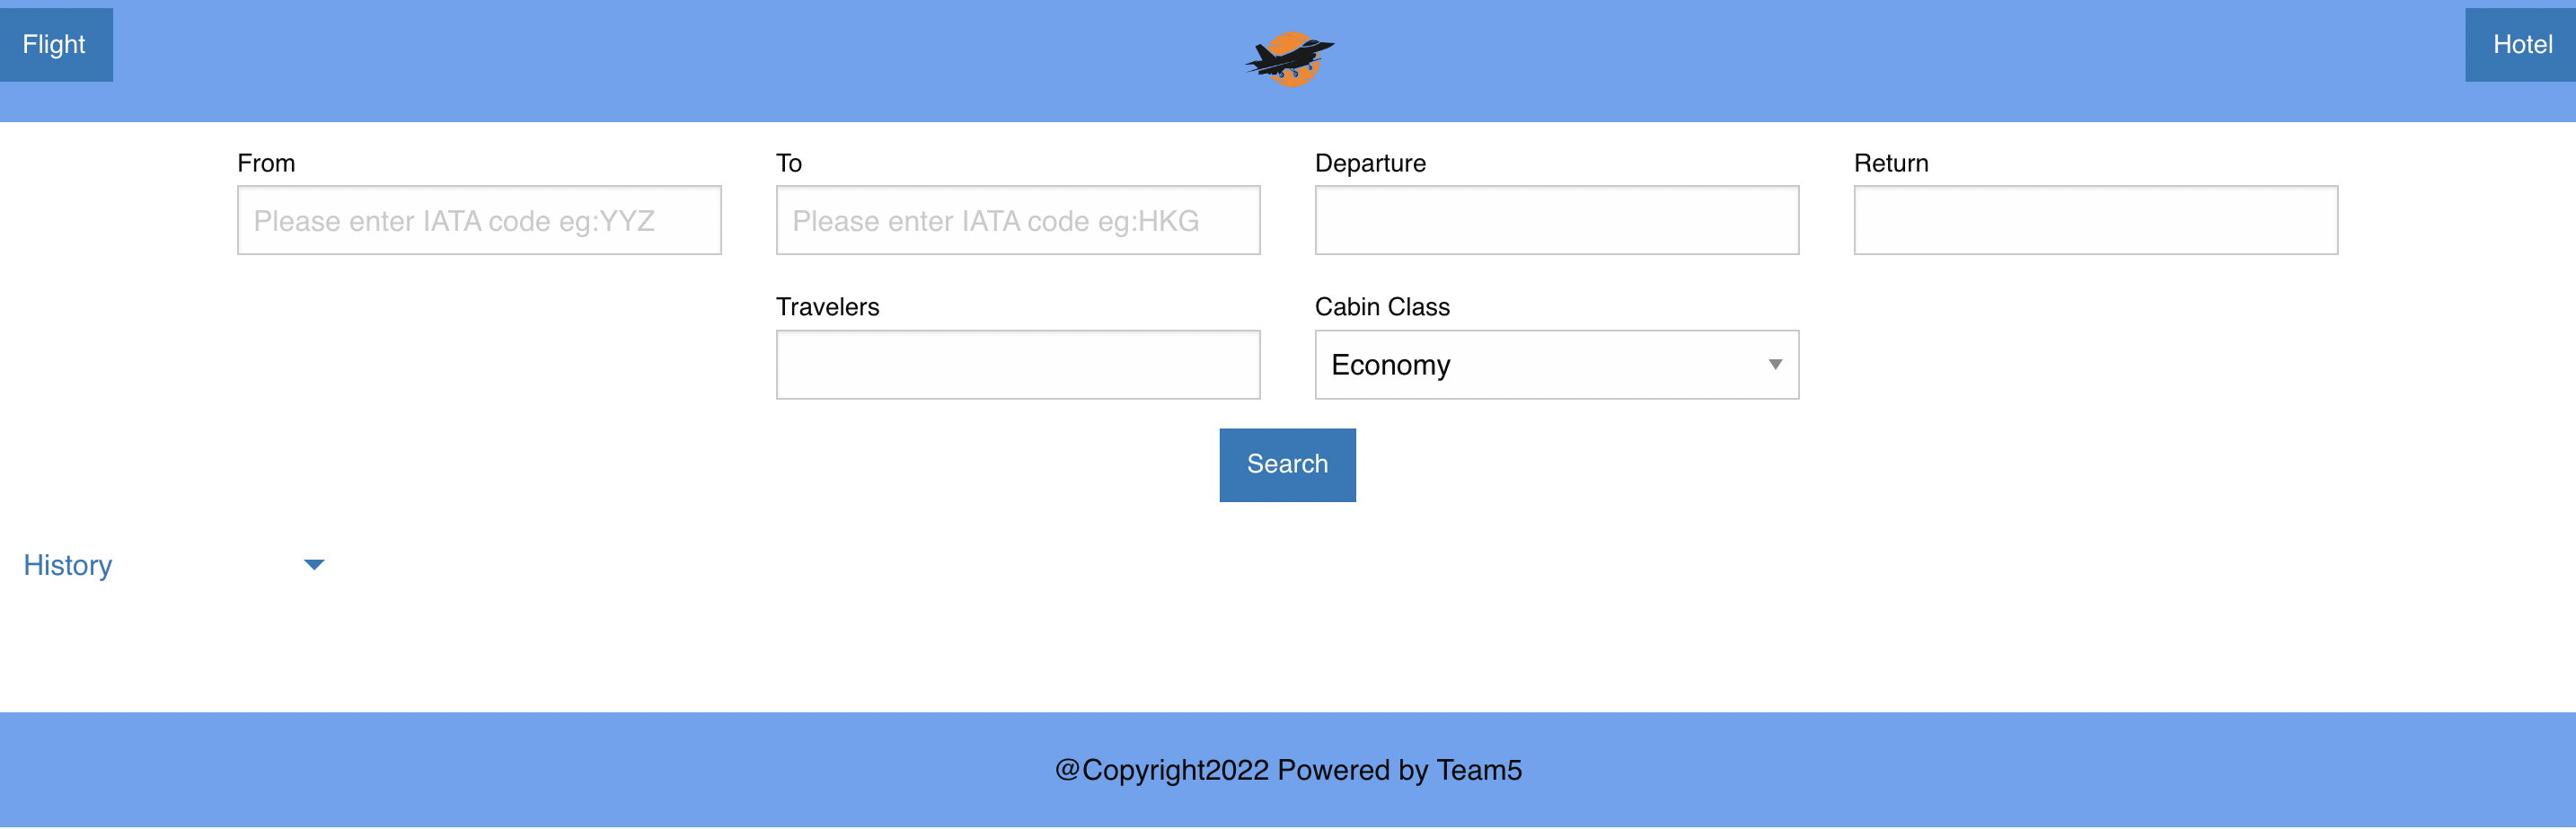 Flight
Hotel
From
To
Departure
Return
Please enter IATA code eg:YYZ
Please enter IATA code eg:HKG
Travelers
Cabin Class
Economy
Search
History
@Copyright2022 Powered by Team5